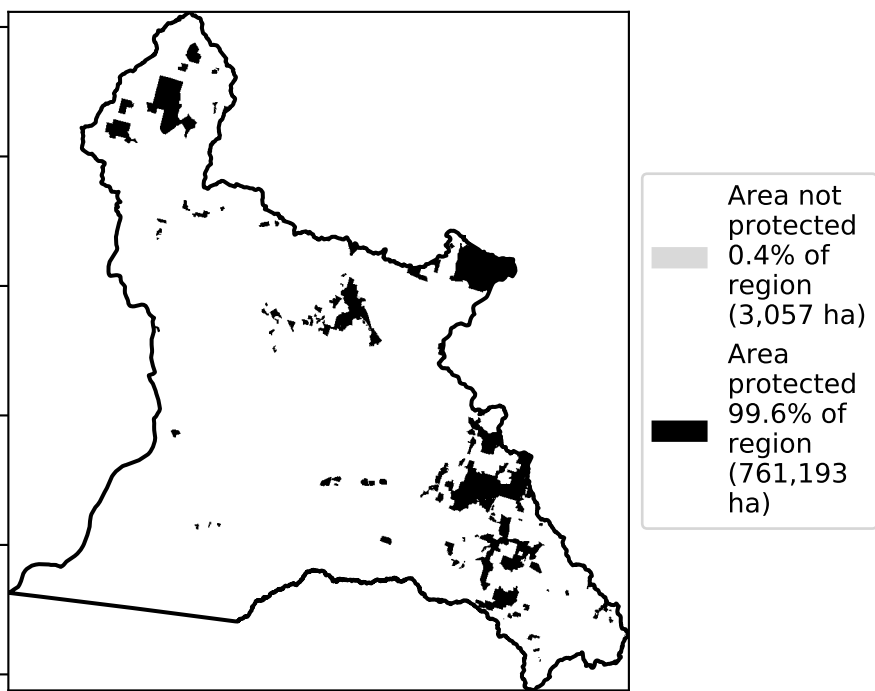 Area not
protected
0.4% of
region
(3,057 ha)
Area
protected
99.6% of
region
(761,193
ha)